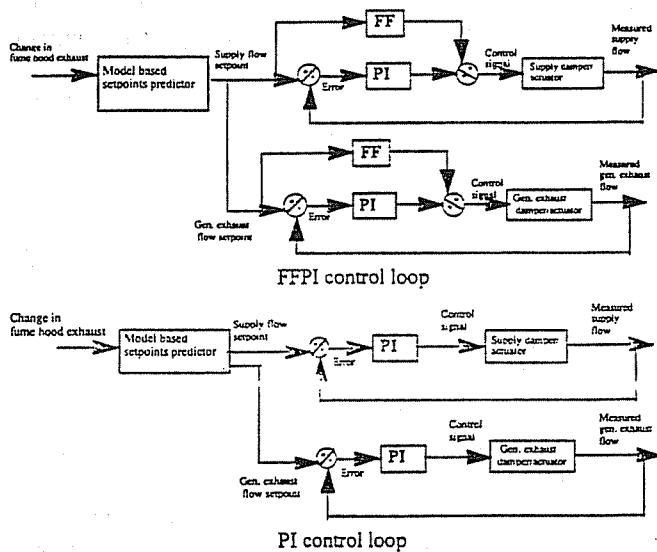 Change in
fume hood exhaust
Model based
setpoints predictor
Supply flow
setpoint
FF
Error
PI
Control
signal
Supply damper
actuator
Measured
supply
flow
FF
Gen. exhaust
flow setpoint
Error
PI
Control
signal
Gen. exhaust
damper actuator
Measured
gen. exhaust
flow
FFPI control loop
Change in
fume hood exhaust
Model based
setpoints predictor
Supply flow
setpoint
Error
PI
Control
signal
Supply damper
actuator
Measured
supply
flow
Gen. exhaust
flow setpoint
Error
PI
Control
signal
Gen. exhaust
damper actuator
Measured
gen. exhaust
flow
PI control loop